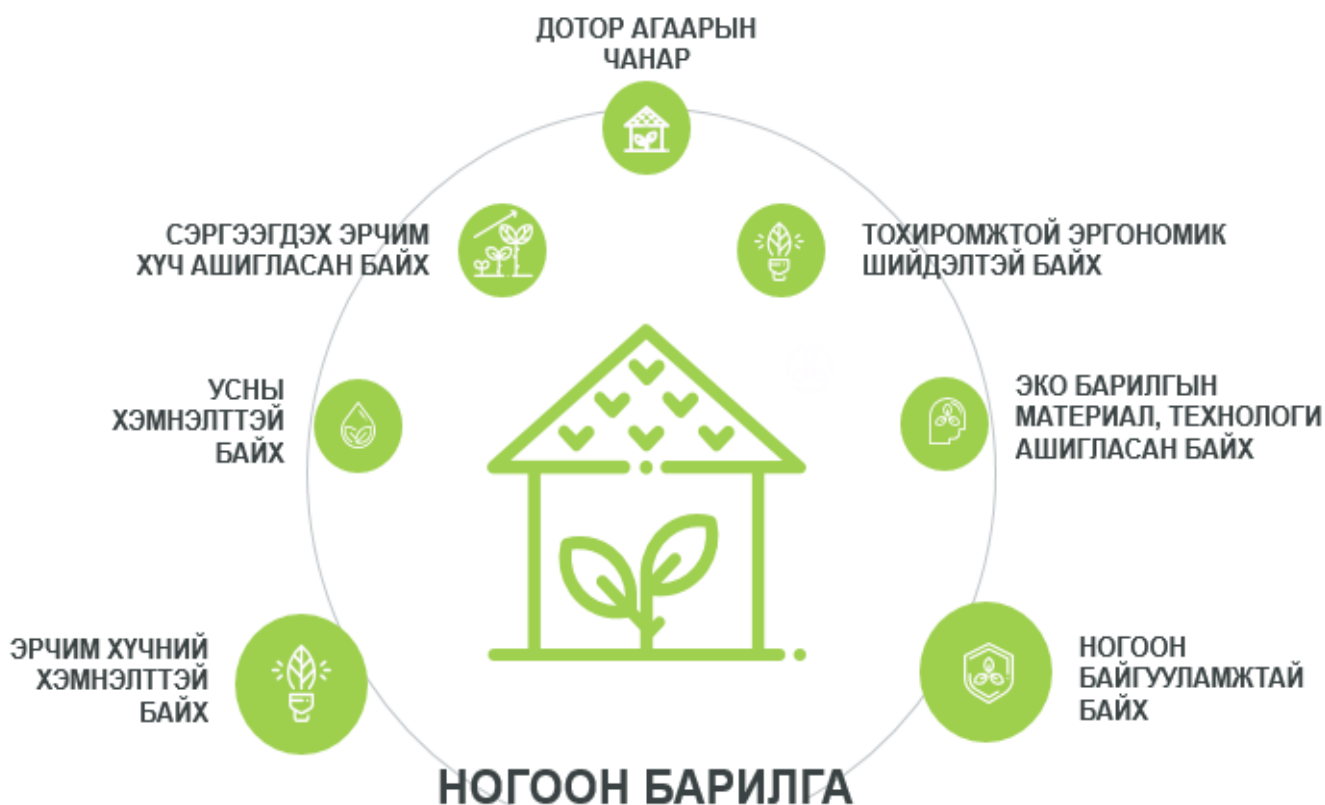 ДОТОР АГААРЫН
ЧАНАР
СЭРГЭЭГДЭХ ЭРЧИМ
ХҮЧ АШИГЛАСАН БАЙХ
ТОХИРОМЖТОЙ ЭРГОНОМИК
ШИЙДЭЛТЭЙ БАЙХ
УСНЫ
ХЭМНЭЛТТЭЙ
БАЙХ
ЭКО БАРИЛГЫН
МАТЕРИАЛ, ТЕХНОЛОГИ
АШИГЛАСАН БАЙХ
ЭРЧИМ ХҮЧНИЙ
ХЭМНЭЛТТЭЙ
БАЙХ
НОГООН
БАЙГУУЛАМЖТАЙ
БАЙХ
НОГООН БАРИЛГА